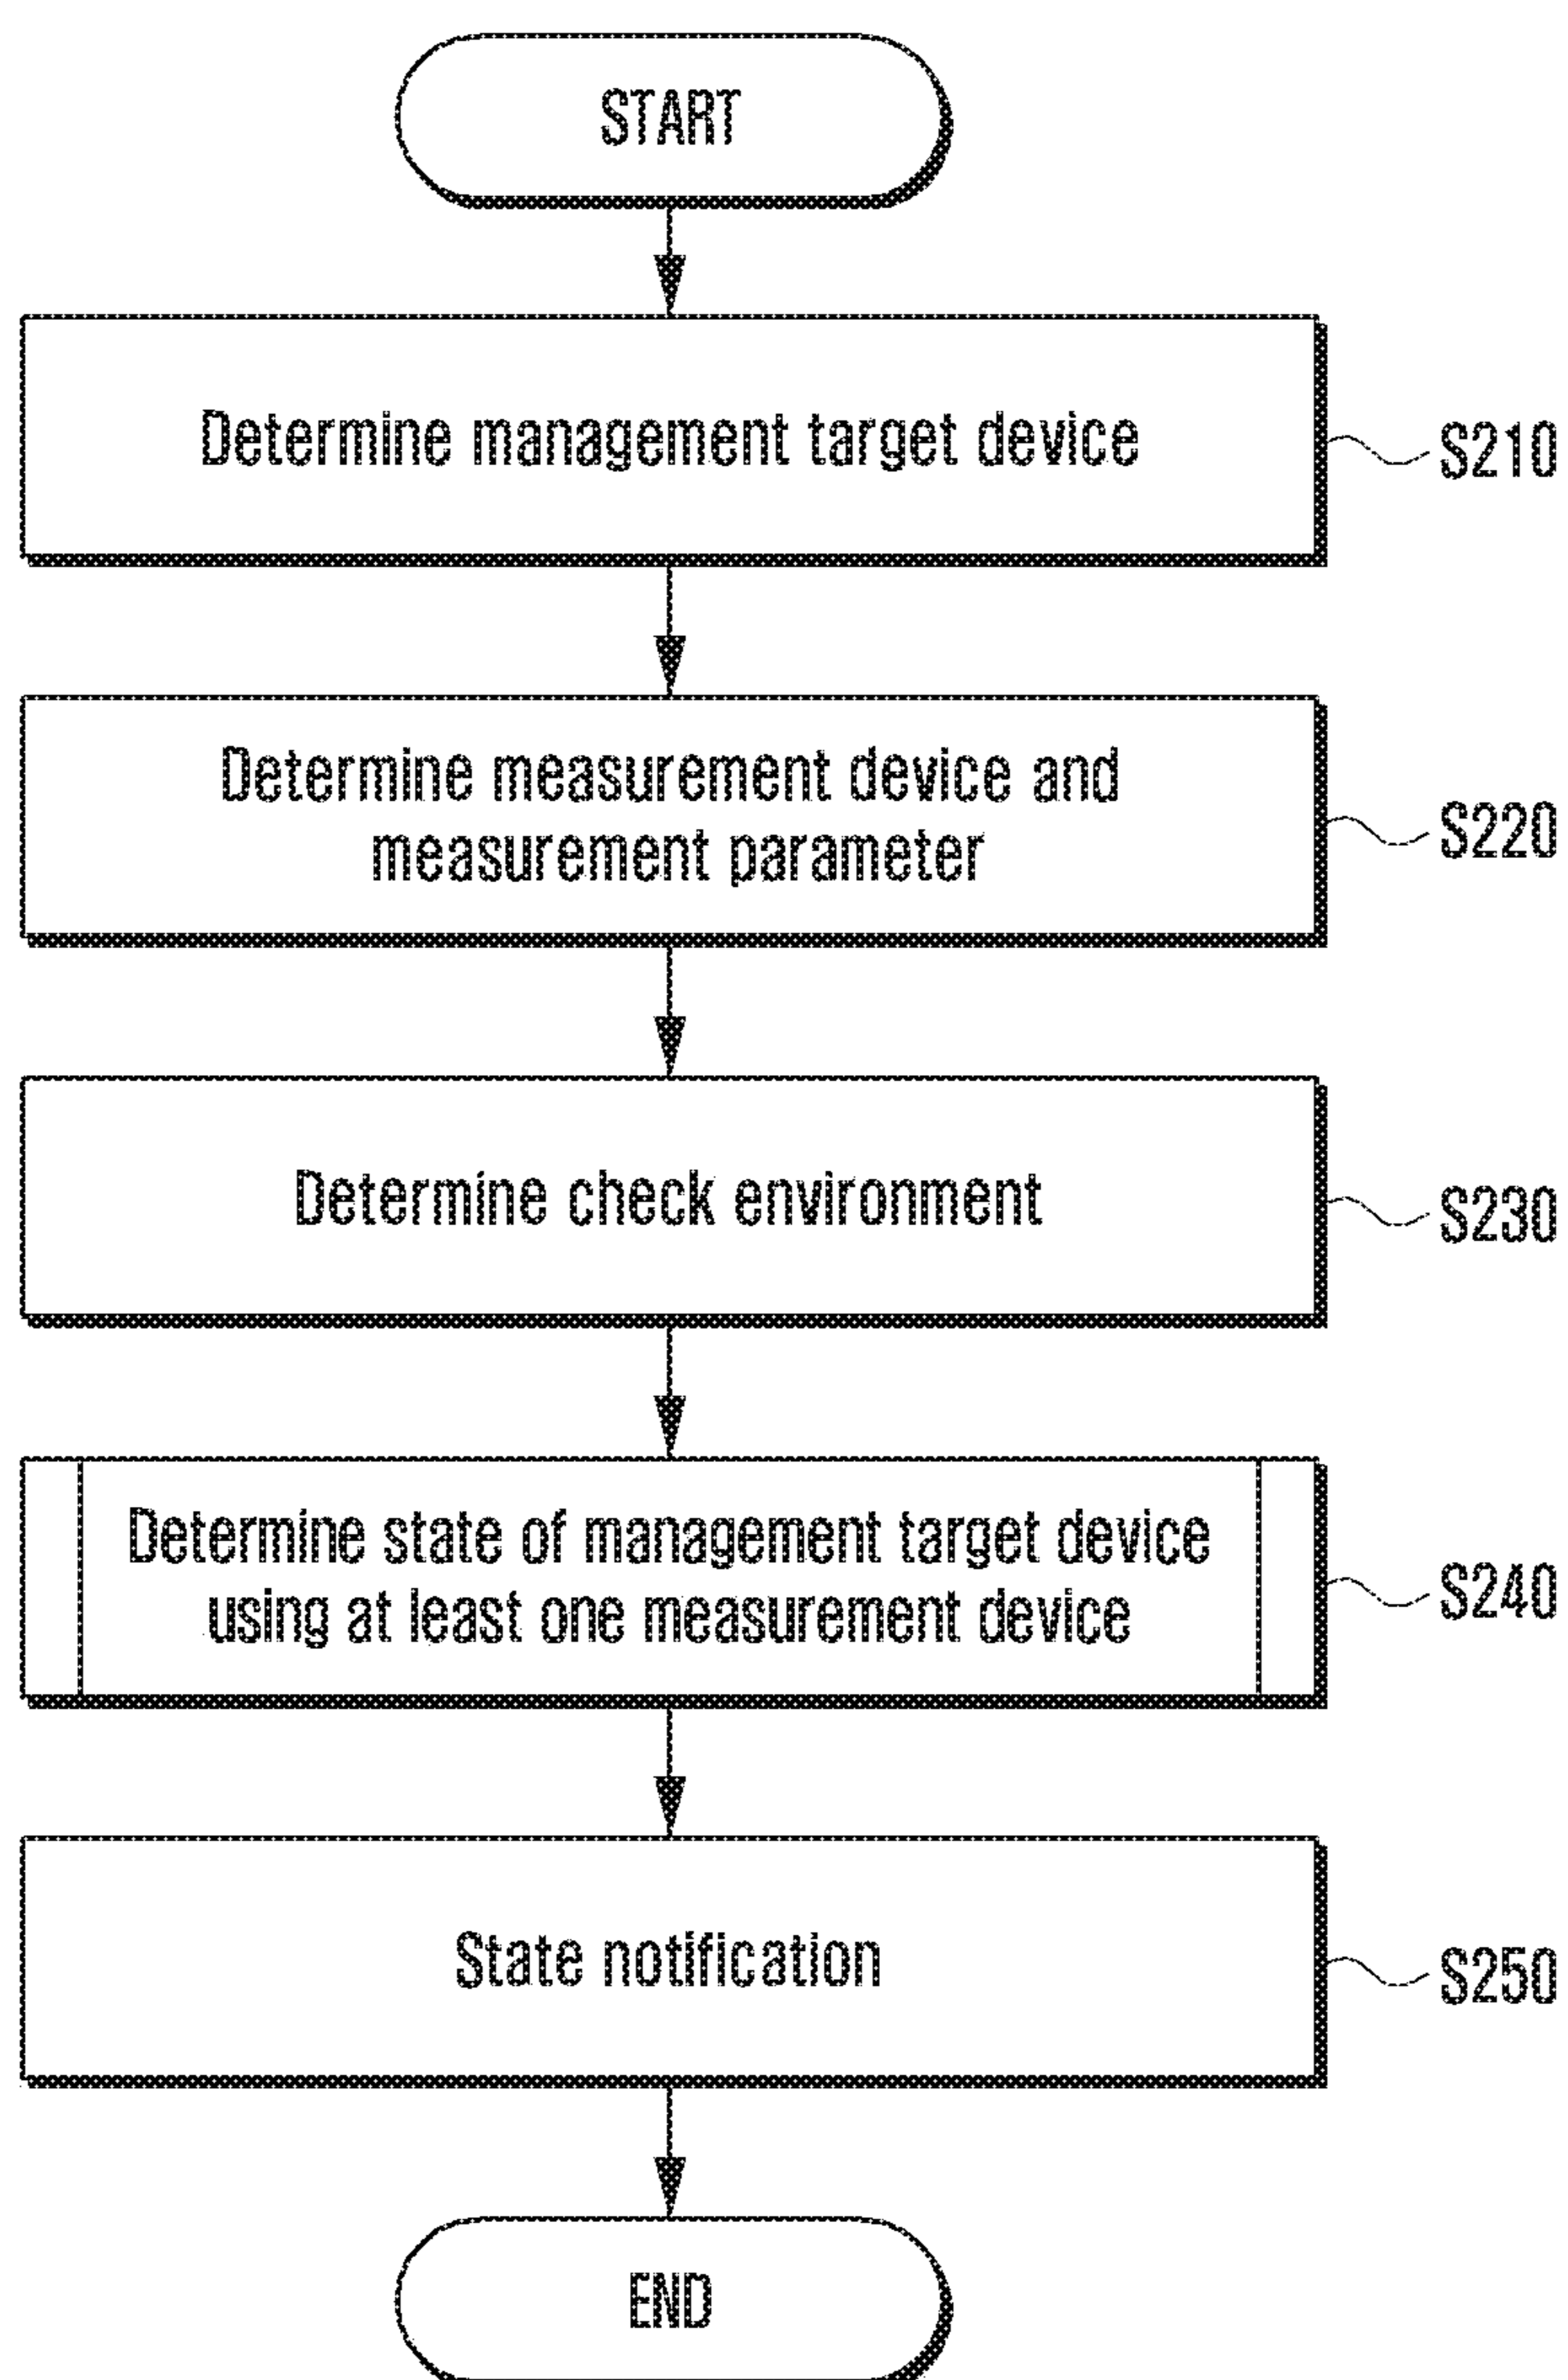 START
Determine management target device
S210
Determine measurement device and
measurement parameter
S220
Determine check environment
S230
Determine state of management target device
using at least one measurement device
S240
State notification
S250
END